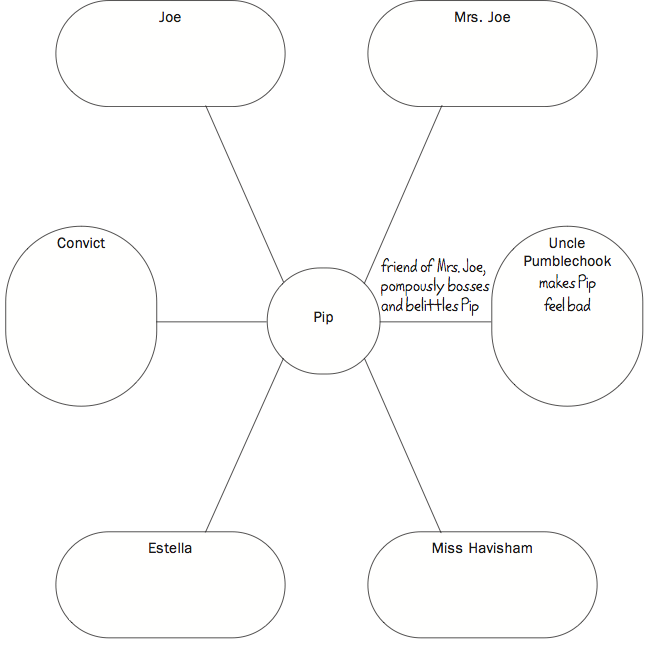 Joe
Mrs. Joe
Convict
Uncle
Pumblechook
makes Pip
feel bad
friend of Mrs. Joe,
pompously bosses
and belittles Pip
Pip
Estella
Miss Havisham